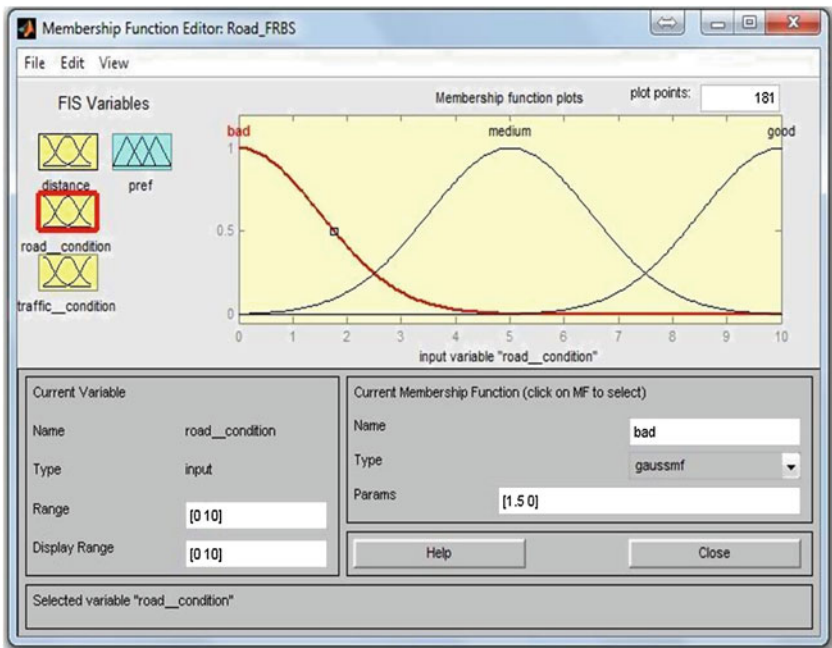 Membership Function Editor: Road_FRBS
File Edit View
FIS Variables
Membership function plots
plot points:
181
distance
pref
road__condition
traffic__condition
bad
medium
good
1
0.5
0
0 1 2 3 4 5 6 7 8 9 10
input variable "road__condition"
Current Variable
Name road__condition
Type input
Range [0 10]
Display Range [0 10]
Current Membership Function (click on MF to select)
Name bad
Type gaussmf
Params [1.5 0]
Help Close
Selected variable "road__condition"